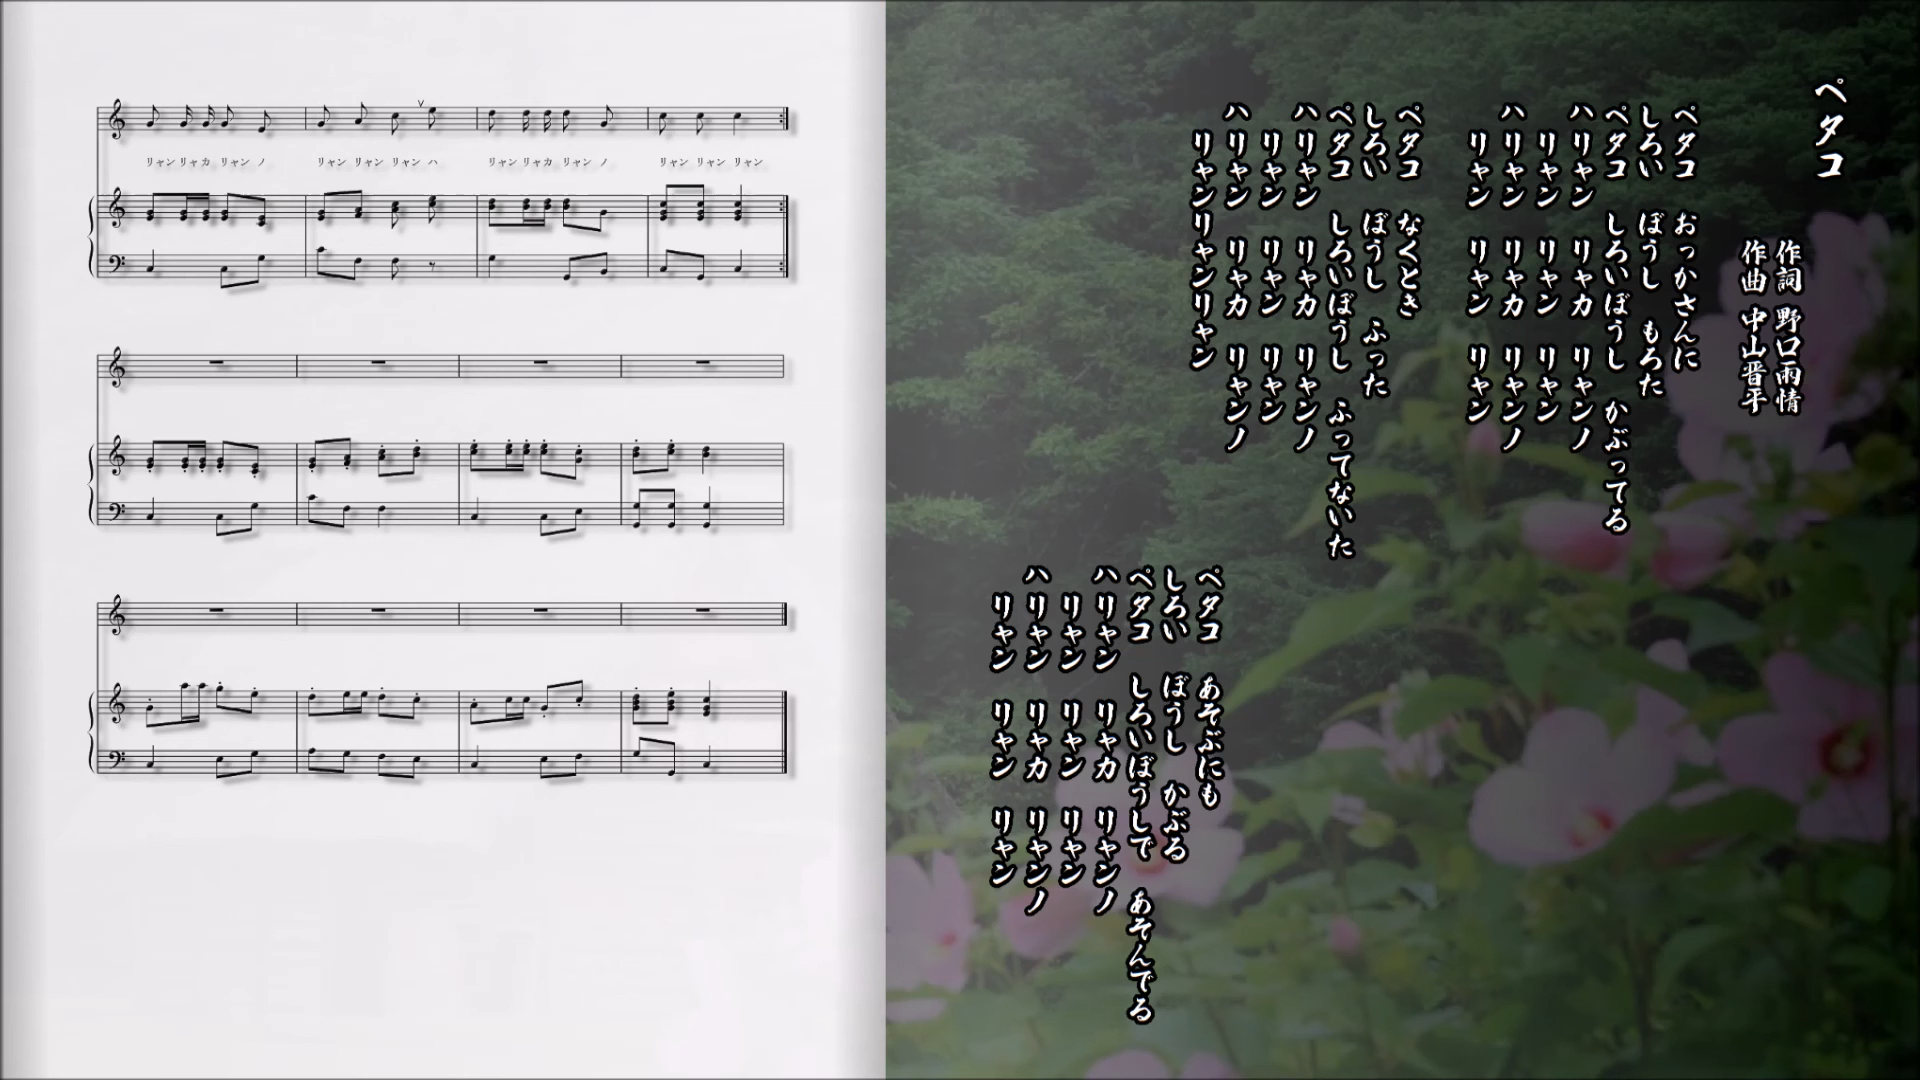 ペタコ
作詞 野口雨情
作曲 中山晋平
ペタコ おっかさんに
しろい ぼうし もろた
ペタコ しろいぼうし かぶってる
ハリャン リャカ リャンノ
リャン リャン リャン
ハリャン リャカ リャンノ
リャン リャン リャン
ペタコ なくとき
しろい ぼうし ふった
ペタコ しろいぼうし ふってないた
ハリャン リャカ リャンノ
リャン リャン リャン
ハリャン リャカ リャンノ
リャンリャンリャン
ペタコ あそぶにも
しろい ぼうし かぶる
ペタコ しろいぼうしで あそんでる
ハリャン リャカ リャンノ
リャン リャン リャン
ハリャン リャカ リャンノ
リャン リャン リャン
リャン リャ カ リャン ノ リャン リャン リャン ハ リャン リャカ リャン ノ リャン リャン リャン